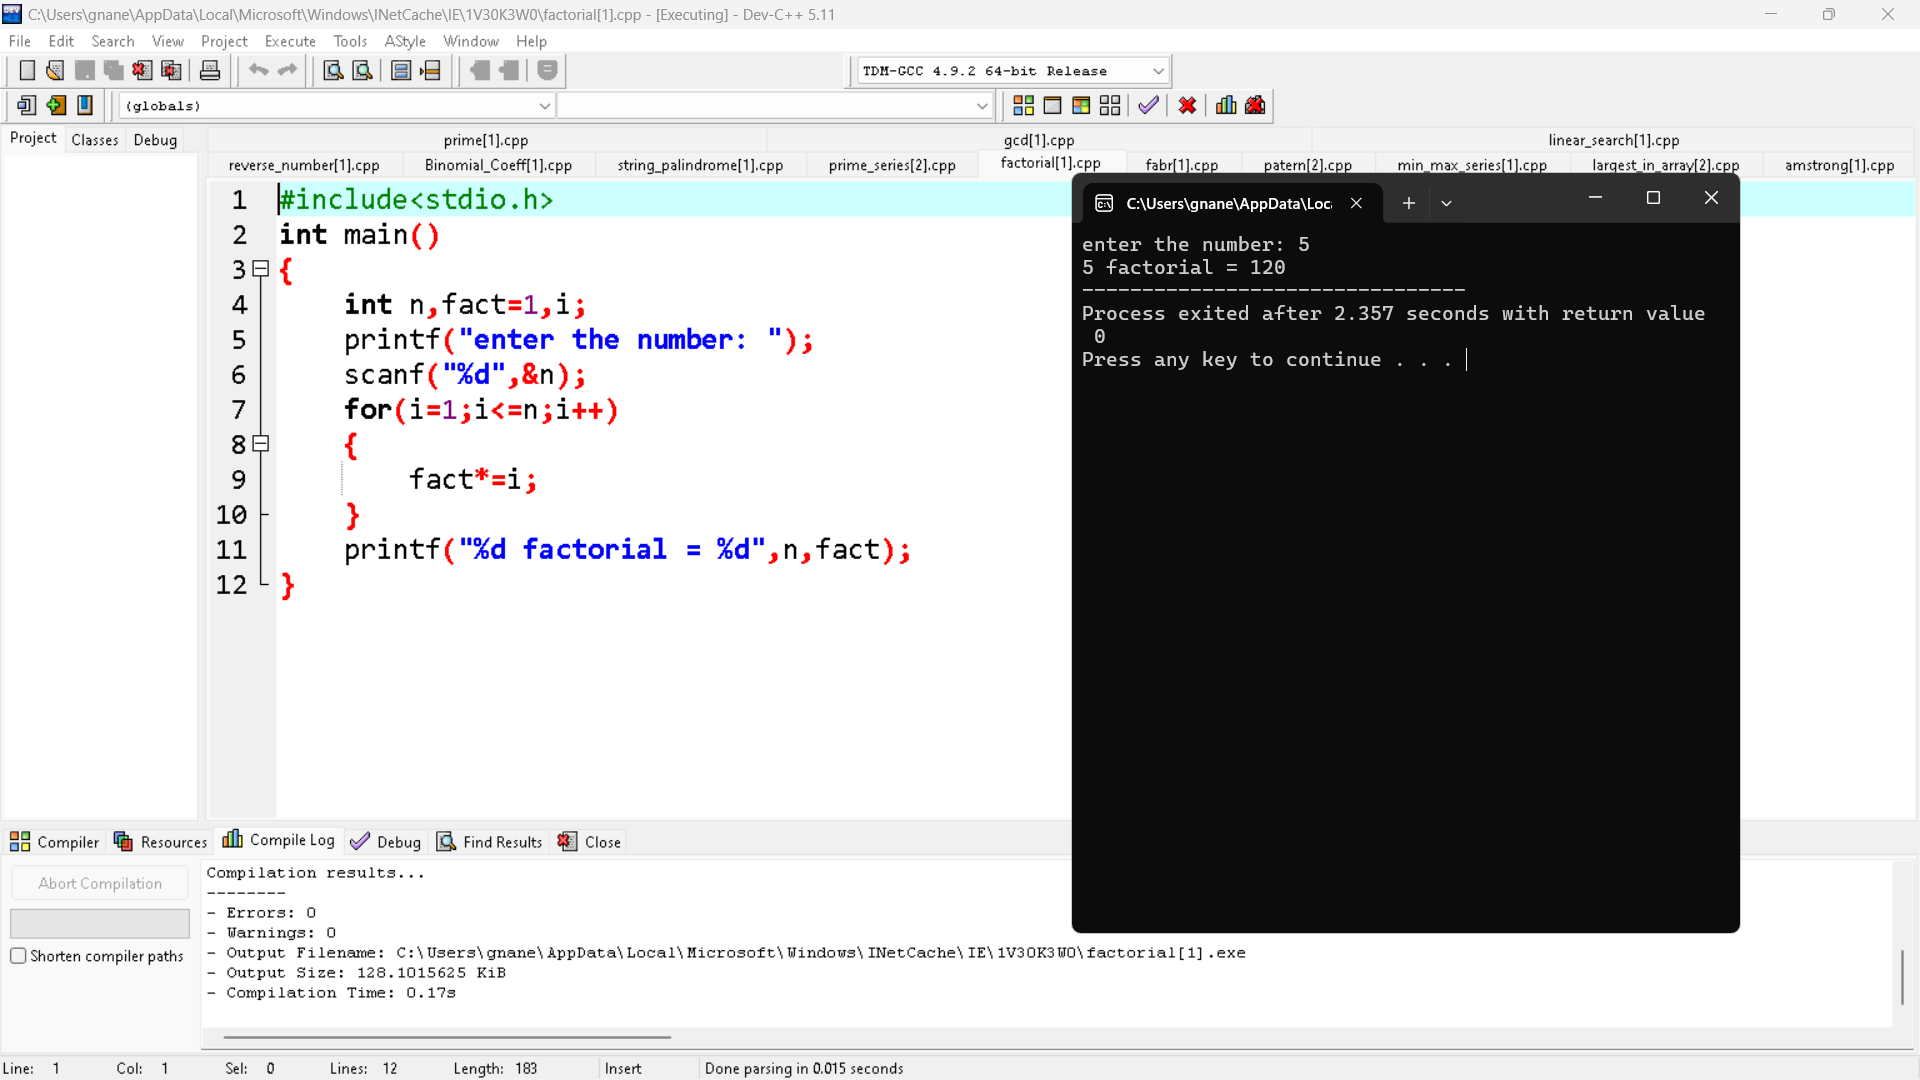 C:\Users\gnane\AppData\Local\Microsoft\Windows\INetCache\IE\1V30K3W0\factorial[1].cpp - [Executing] - Dev-C++ 5.11
File Edit Search View Project Execute Tools AStyle Window Help
TDM-GCC 4.9.2 64-bit Release
(globals)
Project Classes Debug
prime[1].cpp gcd[1].cpp linear_search[1].cpp
reverse_number[1].cpp Binomial_Coeff[1].cpp string_palindrome[1].cpp prime_series[2].cpp factorial[1].cpp fabr[1].cpp patern[2].cpp min_max_series[1].cpp largest_in_array[2].cpp amstrong[1].cpp
1 #include<stdio.h>
2 int main()
3 {
4 int n,fact=1,i;
5 printf("enter the number: ");
6 scanf("%d",&n);
7 for(i=1;i<=n;i++)
8 {
9 fact*=i;
10 }
11 printf("%d factorial = %d",n,fact);
12 }
C:\Users\gnane\AppData\Loc
enter the number: 5
5 factorial = 120
--------------------------------
Process exited after 2.357 seconds with return value
0
Press any key to continue . . .
Compiler Resources Compile Log Debug Find Results Close
Abort Compilation
Shorten compiler paths
Compilation results...
--------
- Errors: 0
- Warnings: 0
- Output Filename: C:\Users\gnane\AppData\Local\Microsoft\Windows\INetCache\IE\1V30K3W0\factorial[1].exe
- Output Size: 128.1015625 KiB
- Compilation Time: 0.17s
Line: 1 Col: 1 Sel: 0 Lines: 12 Length: 183 Insert Done parsing in 0.015 seconds